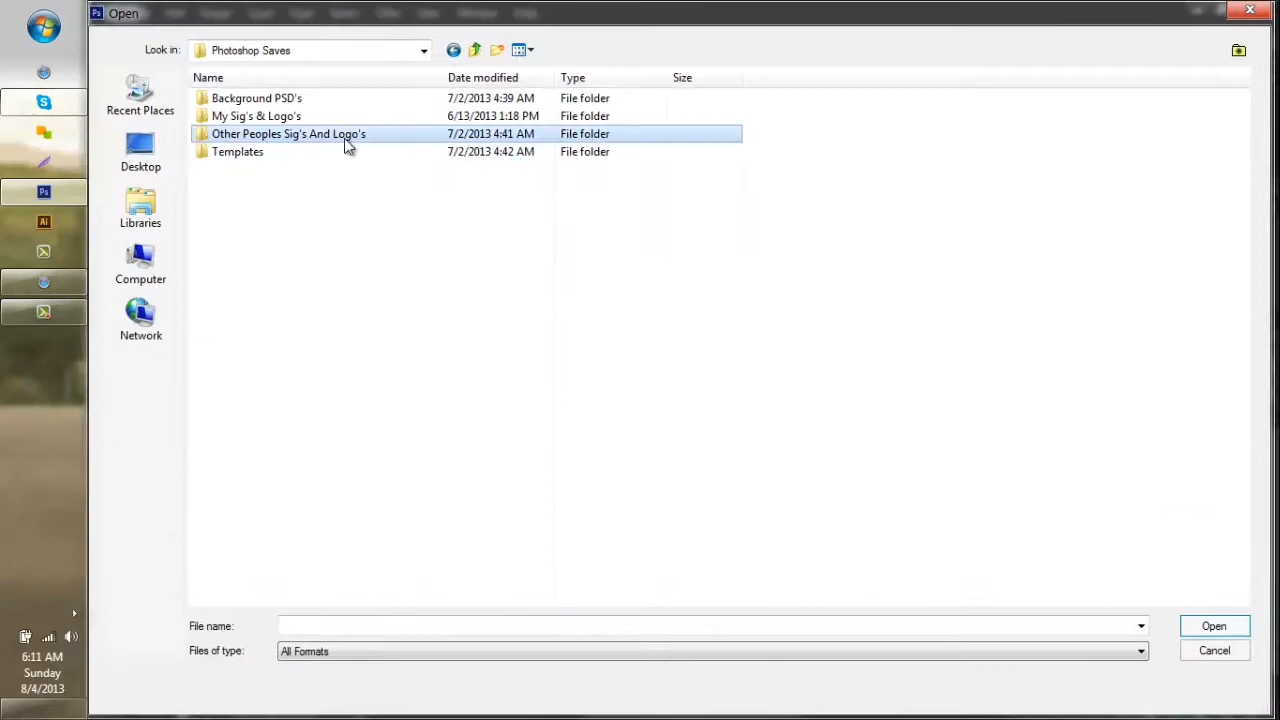 Ps Open
Look in: Photoshop Saves
Name Date modified Type Size
Background PSD's 7/2/2013 4:39 AM File folder
My Sig's & Logo's 6/13/2013 1:18 PM File folder
Other Peoples Sig's And Logo's 7/2/2013 4:41 AM File folder
Templates 7/2/2013 4:42 AM File folder
Recent Places
Desktop
Libraries
Computer
Network
Ps
Ai
File name: Open
Files of type: All Formats Cancel
6:11 AM
Sunday
8/4/2013